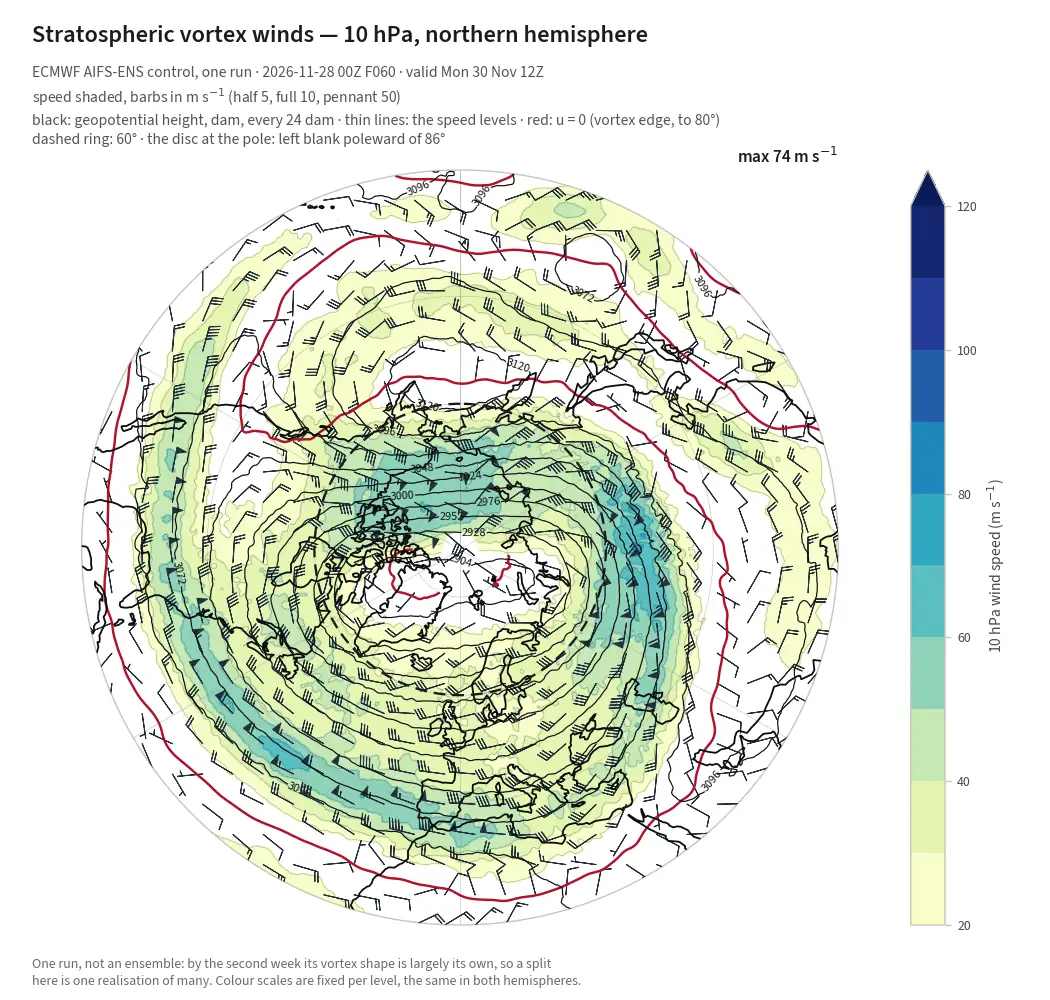 Stratospheric vortex winds — 10 hPa, northern hemisphere
ECMWF AIFS-ENS control, one run · 2026-11-28 00Z F060 · valid Mon 30 Nov 12Z
speed shaded, barbs in m s⁻¹ (half 5, full 10, pennant 50)
black: geopotential height, dam, every 24 dam · thin lines: the speed levels · red: u = 0 (vortex edge, to 80°)
dashed ring: 60° · the disc at the pole: left blank poleward of 86°
max 74 m s⁻¹
3096
3096
3096
3072
3120
3048
3024
3000
2976
2928
3072
3096
120
100
80
60
40
20
10 hPa wind speed (m s⁻¹)
One run, not an ensemble: by the second week its vortex shape is largely its own, so a split
here is one realisation of many. Colour scales are fixed per level, the same in both hemispheres.